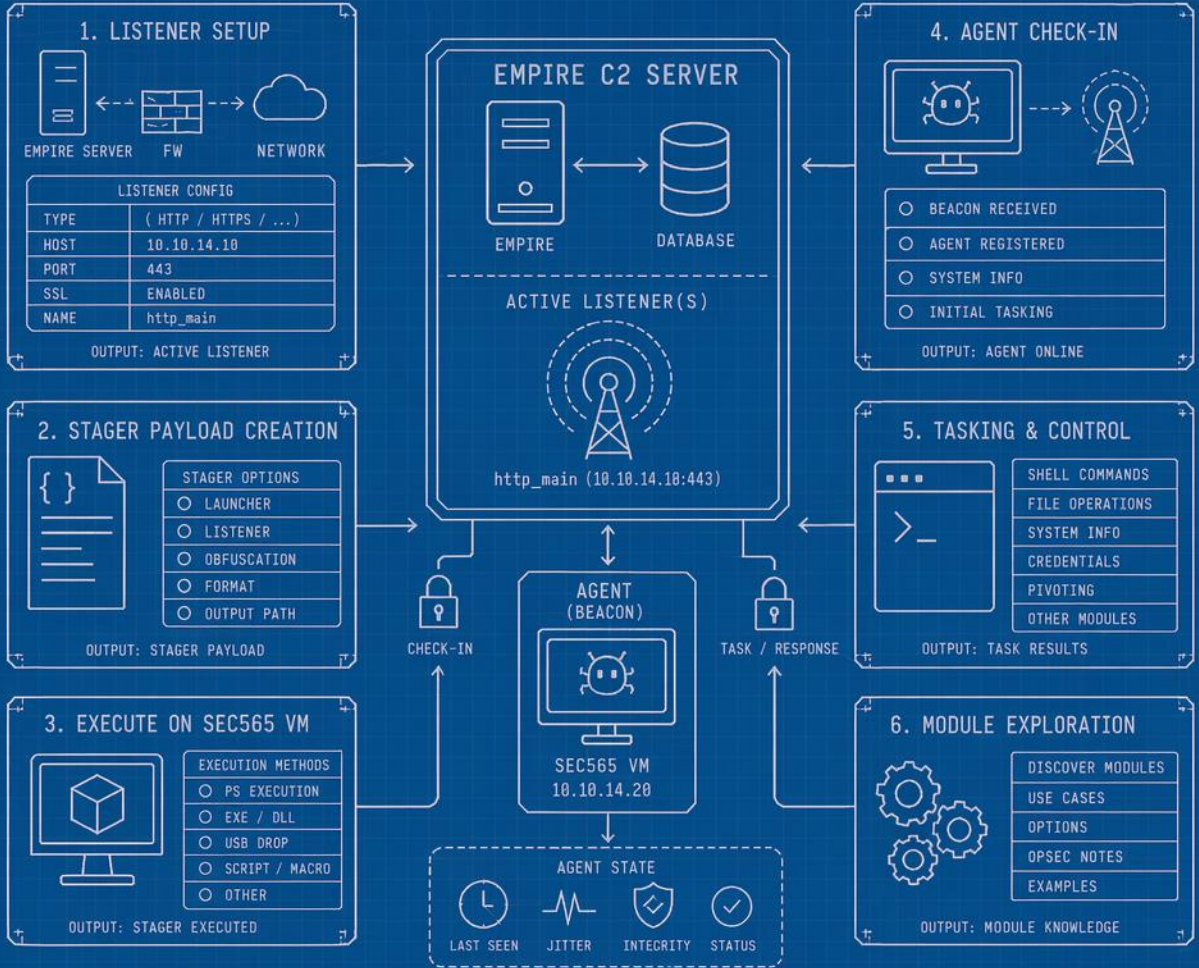 1. LISTENER SETUP
EMPIRE SERVER
FW
NETWORK
LISTENER CONFIG
TYPE ( HTTP / HTTPS / ...)
HOST 10.10.14.10
PORT 443
SSL ENABLED
NAME http_main
OUTPUT: ACTIVE LISTENER
2. STAGER PAYLOAD CREATION
{ }
STAGER OPTIONS
LAUNCHER
LISTENER
OBFUSCATION
FORMAT
OUTPUT PATH
OUTPUT: STAGER PAYLOAD
3. EXECUTE ON SEC565 VM
EXECUTION METHODS
PS EXECUTION
EXE / DLL
USB DROP
SCRIPT / MACRO
OTHER
OUTPUT: STAGER EXECUTED
EMPIRE C2 SERVER
EMPIRE
DATABASE
ACTIVE LISTENER(S)
http_main (10.10.14.10:443)
CHECK-IN
AGENT
(BEACON)
SEC565 VM
10.10.14.20
TASK / RESPONSE
AGENT STATE
LAST SEEN
JITTER
INTEGRITY
STATUS
4. AGENT CHECK-IN
BEACON RECEIVED
AGENT REGISTERED
SYSTEM INFO
INITIAL TASKING
OUTPUT: AGENT ONLINE
5. TASKING & CONTROL
>_
SHELL COMMANDS
FILE OPERATIONS
SYSTEM INFO
CREDENTIALS
PIVOTING
OTHER MODULES
OUTPUT: TASK RESULTS
6. MODULE EXPLORATION
DISCOVER MODULES
USE CASES
OPTIONS
OPSEC NOTES
EXAMPLES
OUTPUT: MODULE KNOWLEDGE